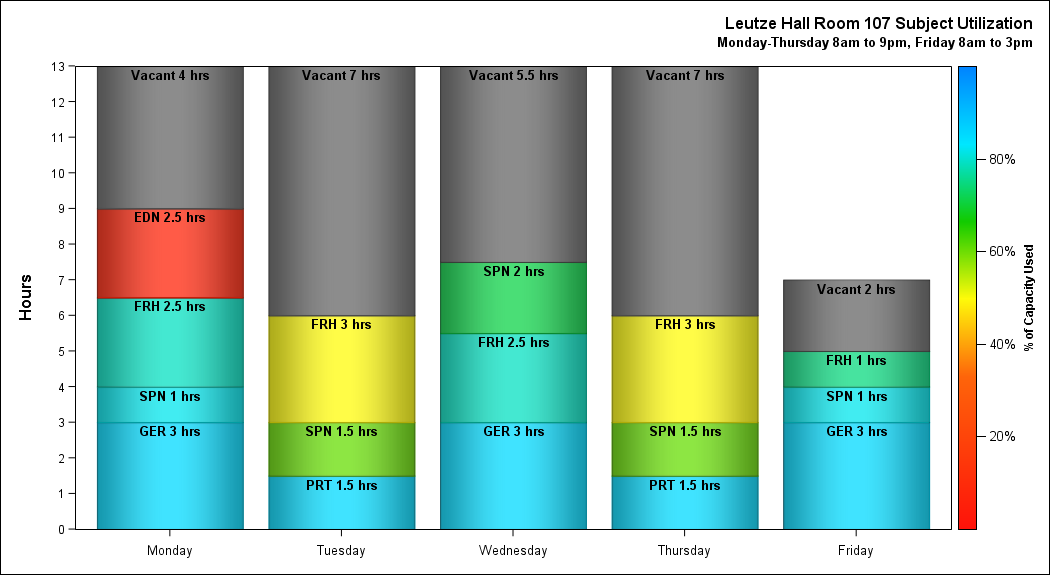 Leutze Hall Room 107 Subject Utilization
Monday-Thursday 8am to 9pm, Friday 8am to 3pm
Hours
13
12
11
10
9
8
7
6
5
4
3
2
1
0
Vacant 4 hrs
EDN 2.5 hrs
FRH 2.5 hrs
SPN 1 hrs
GER 3 hrs
Monday
Vacant 7 hrs
FRH 3 hrs
SPN 1.5 hrs
PRT 1.5 hrs
Tuesday
Vacant 5.5 hrs
SPN 2 hrs
FRH 2.5 hrs
GER 3 hrs
Wednesday
Vacant 7 hrs
FRH 3 hrs
SPN 1.5 hrs
PRT 1.5 hrs
Thursday
Vacant 2 hrs
FRH 1 hrs
SPN 1 hrs
GER 3 hrs
Friday
80%
60%
40%
20%
% of Capacity Used